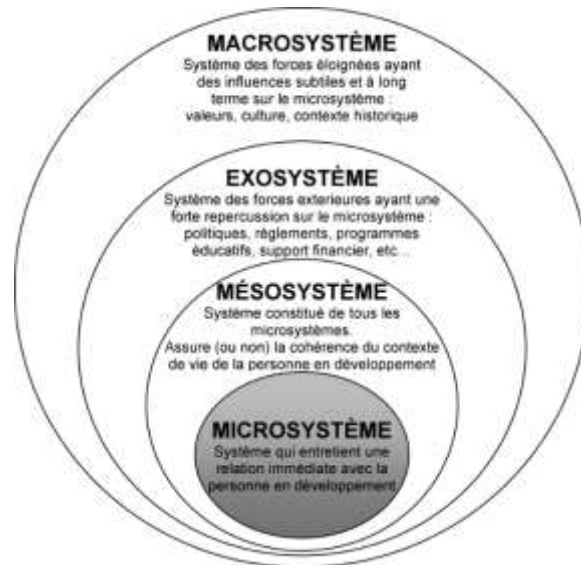 MACROSYSTÈME
Système des forces éloignées ayant
des influences subtiles et à long
terme sur le microsystème :
valeurs, culture, contexte historique
EXOSYSTÈME
Système des forces exterieures ayant une
forte repercussion sur le microsystème :
politiques, règlements, programmes
éducatifs, support financier, etc...
MÉSOSYSTÈME
Système constitué de tous les
microsystèmes.
Assure (ou non) la cohérence du contexte
de vie de la personne en développement
MICROSYSTÈME
Système qui entretient une
relation immédiate avec la
personne en développement